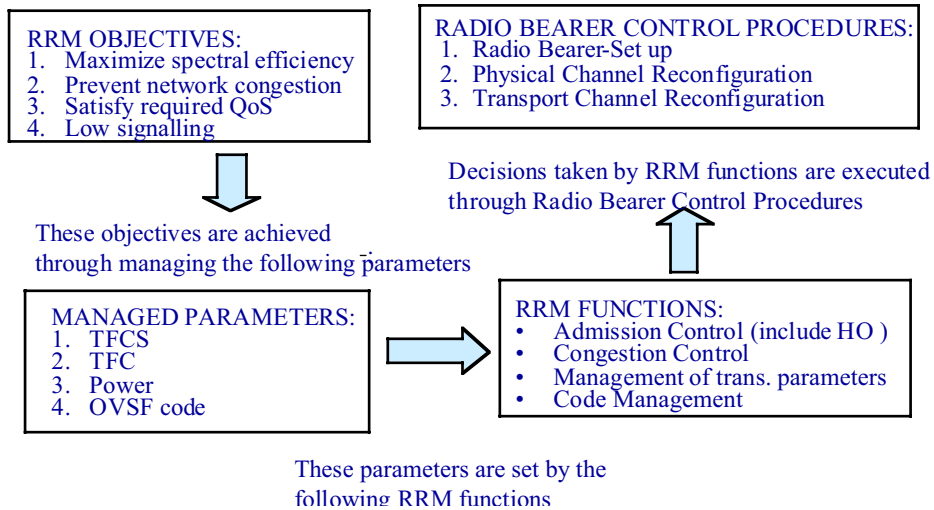 RRM OBJECTIVES:
1. Maximize spectral efficiency
2. Prevent network congestion
3. Satisfy required QoS
4. Low signalling
RADIO BEARER CONTROL PROCEDURES:
1. Radio Bearer-Set up
2. Physical Channel Reconfiguration
3. Transport Channel Reconfiguration
Decisions taken by RRM functions are executed
through Radio Bearer Control Procedures
These objectives are achieved
through managing the following parameters
MANAGED PARAMETERS:
1. TFCS
2. TFC
3. Power
4. OVSF code
RRM FUNCTIONS:
• Admission Control (include HO )
• Congestion Control
• Management of trans. parameters
• Code Management
These parameters are set by the
following RRM functions